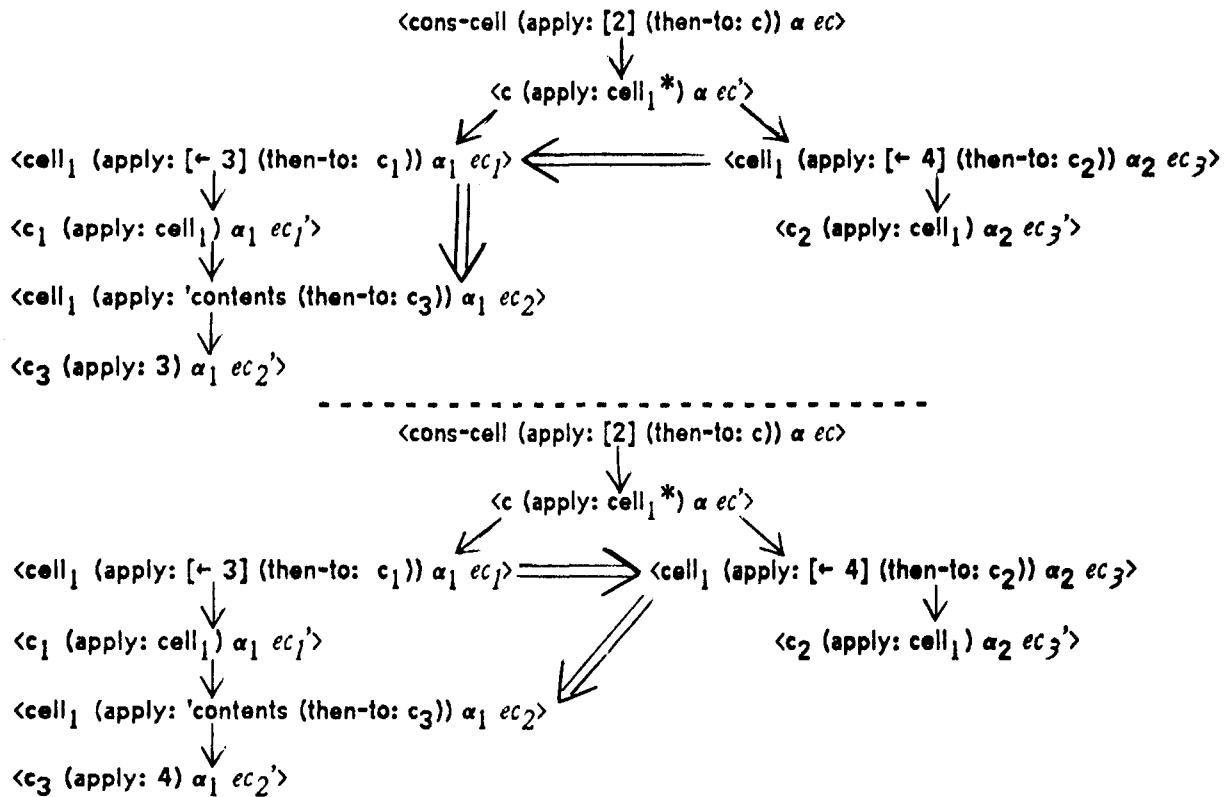 <cons-cell (apply: [2] (then-to: c)) α ec>
<c (apply: cell₁*) α ec'>
<cell₁ (apply: [← 3] (then-to: c₁)) α₁ ec₁> <cell₁ (apply: [← 4] (then-to: c₂)) α₂ ec₃>
<c₁ (apply: cell₁) α₁ ec₁'> <c₂ (apply: cell₁) α₂ ec₃'>
<cell₁ (apply: 'contents (then-to: c₃)) α₁ ec₂>
<c₃ (apply: 3) α₁ ec₂'>
<cons-cell (apply: [2] (then-to: c)) α ec>
<c (apply: cell₁*) α ec'>
<cell₁ (apply: [← 3] (then-to: c₁)) α₁ ec₁> <cell₁ (apply: [← 4] (then-to: c₂)) α₂ ec₃>
<c₁ (apply: cell₁) α₁ ec₁'> <c₂ (apply: cell₁) α₂ ec₃'>
<cell₁ (apply: 'contents (then-to: c₃)) α₁ ec₂>
<c₃ (apply: 4) α₁ ec₂'>